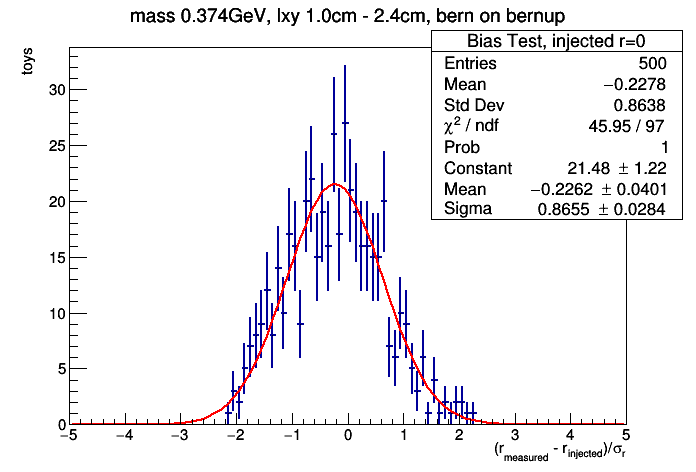 mass 0.374GeV, lxy 1.0cm - 2.4cm, bern on bernup
Bias Test, injected r=0
Entries 500
Mean −0.2278
Std Dev 0.8638
χ² / ndf 45.95 / 97
Prob 1
Constant 21.48 ± 1.22
Mean −0.2262 ± 0.0401
Sigma 0.8655 ± 0.0284
toys
30
25
20
15
10
5
0
−5 −4 −3 −2 −1 0 1 2 3 4 5
(r_measured - r_injected)/σ_r